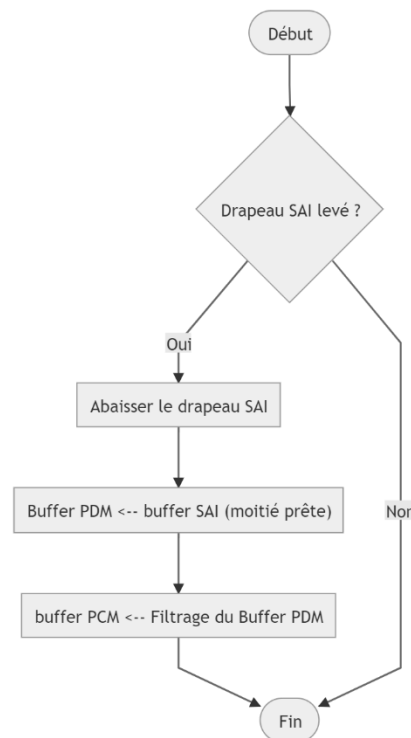 Début
Drapeau SAI levé ?
Oui
Abaisser le drapeau SAI
Buffer PDM <-- buffer SAI (moitié prête)
Non
buffer PCM <-- Filtrage du Buffer PDM
Fin